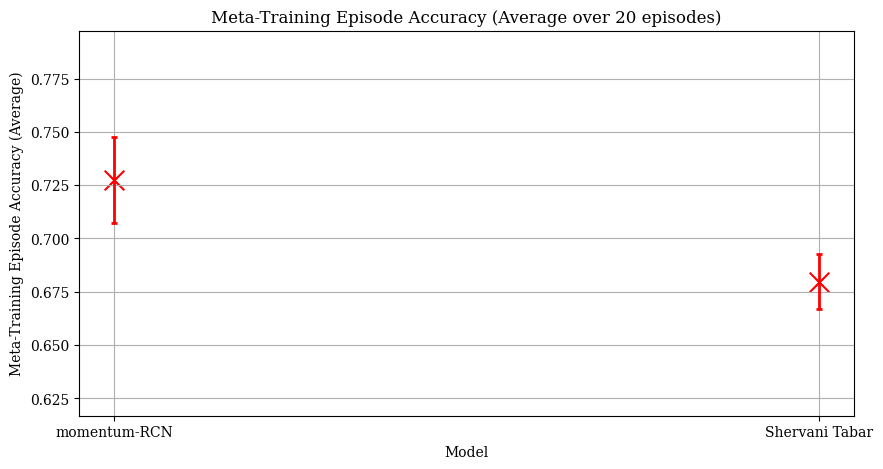 Meta-Training Episode Accuracy (Average over 20 episodes)
Meta-Training Episode Accuracy (Average)
0.775
0.750
0.725
0.700
0.675
0.650
0.625
momentum-RCN
Shervani Tabar
Model